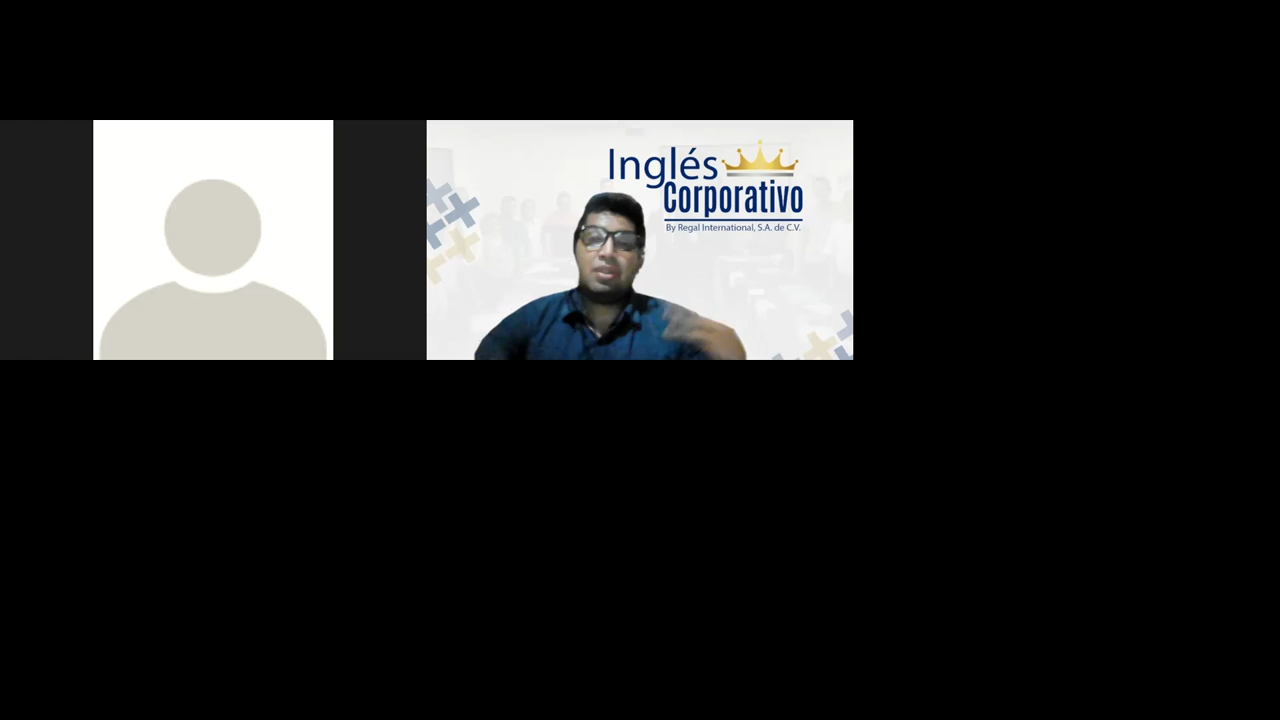 Inglés
Corporativo
By Regal International, S.A. de C.V.